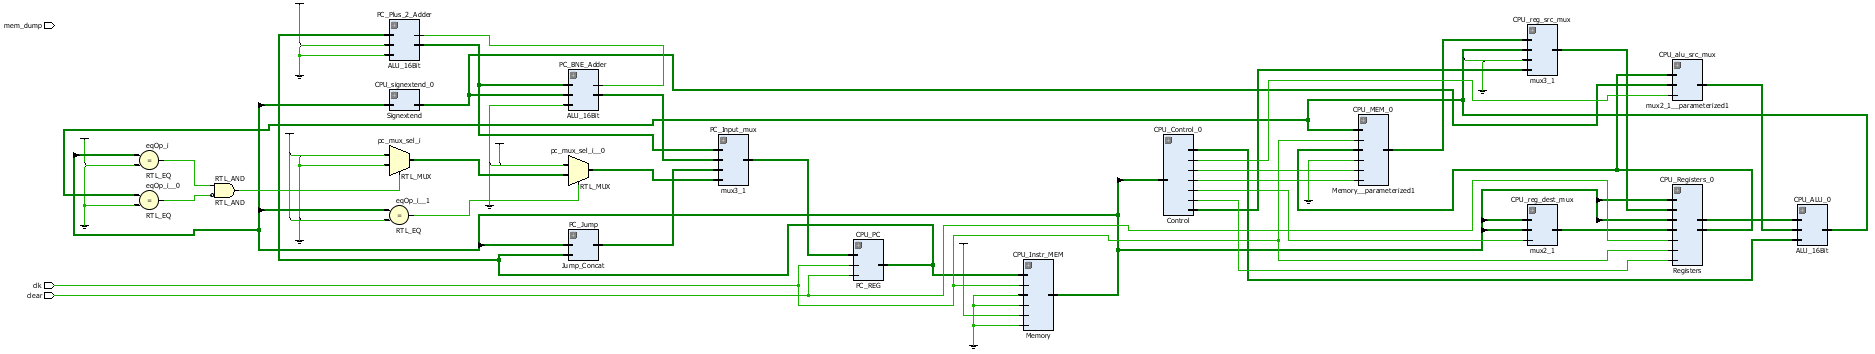 mem_dump
PC_Plus_2_Adder
ALU_16Bit
CPU_signextend_0
Signextend
PC_BNE_Adder
ALU_16Bit
eqOp_i
=
RTL_EQ
eqOp_i__0
=
RTL_EQ
RTL_AND
RTL_AND
pc_mux_sel_i
RTL_MUX
eqOp_i__1
=
RTL_EQ
pc_mux_sel_i__0
RTL_MUX
PC_Jump
Jump_Concat
PC_Input_mux
mux3_1
CPU_PC
PC_REG
clk
clear
CPU_Instr_MEM
Memory
CPU_Control_0
Control
CPU_MEM_0
Memory__parameterized1
CPU_reg_src_mux
mux3_1
CPU_reg_dest_mux
mux2_1
CPU_alu_src_mux
mux2_1__parameterized1
CPU_Registers_0
Registers
CPU_ALU_0
ALU_16Bit